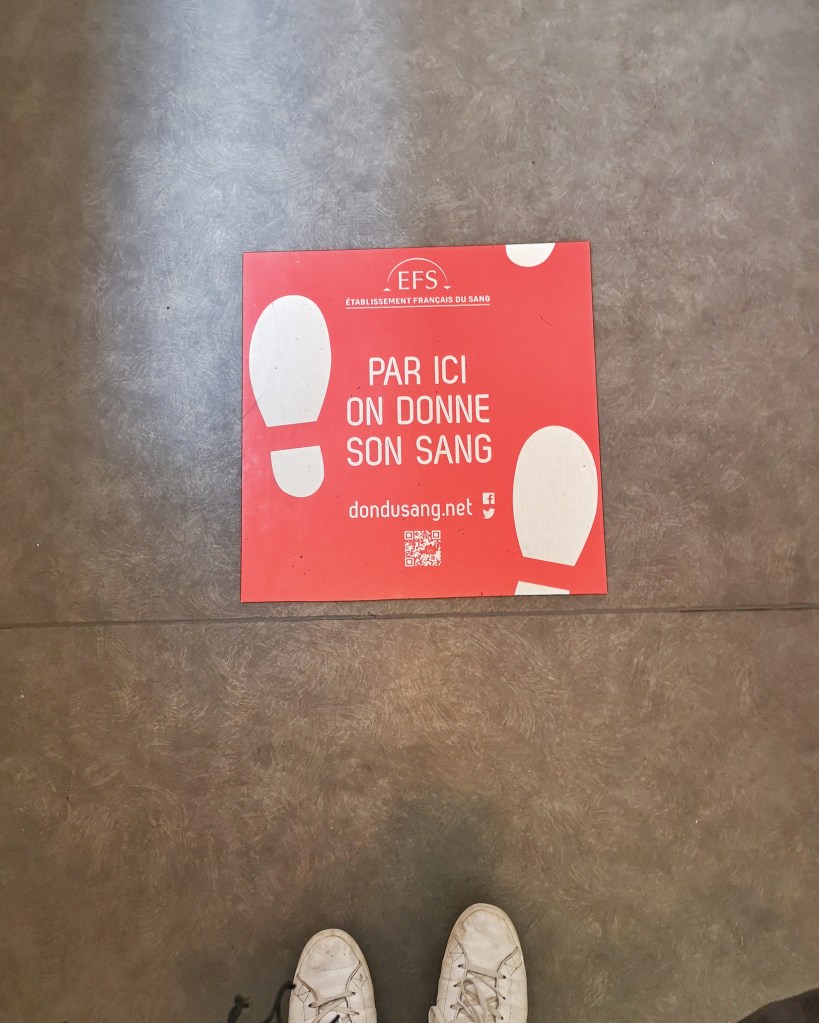 EFS
ÉTABLISSEMENT FRANÇAIS DU SANG
PAR ICI
ON DONNE
SON SANG
dondusang.net